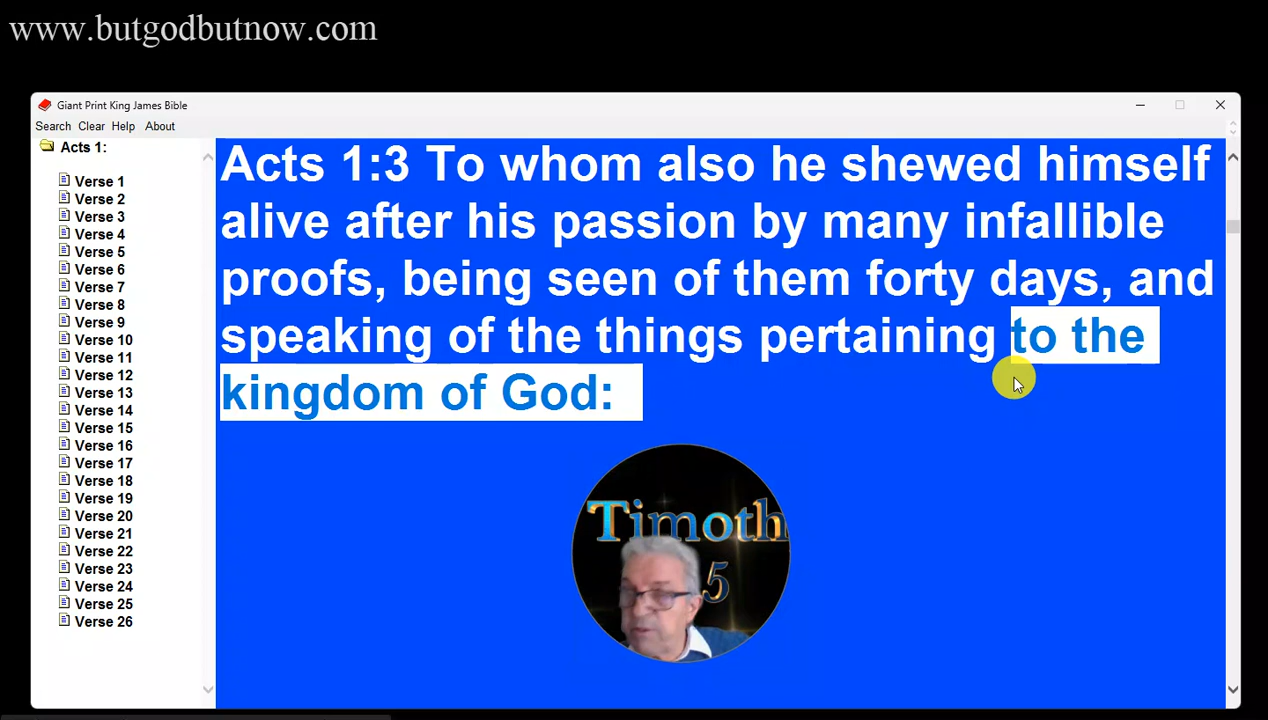 www.butgodbutnow.com
Giant Print King James Bible
Search Clear Help About
Acts 1:
Verse 1
Verse 2
Verse 3
Verse 4
Verse 5
Verse 6
Verse 7
Verse 8
Verse 9
Verse 10
Verse 11
Verse 12
Verse 13
Verse 14
Verse 15
Verse 16
Verse 17
Verse 18
Verse 19
Verse 20
Verse 21
Verse 22
Verse 23
Verse 24
Verse 25
Verse 26
Acts 1:3 To whom also he shewed himself
alive after his passion by many infallible
proofs, being seen of them forty days, and
speaking of the things pertaining to the
kingdom of God:
Timoth
5